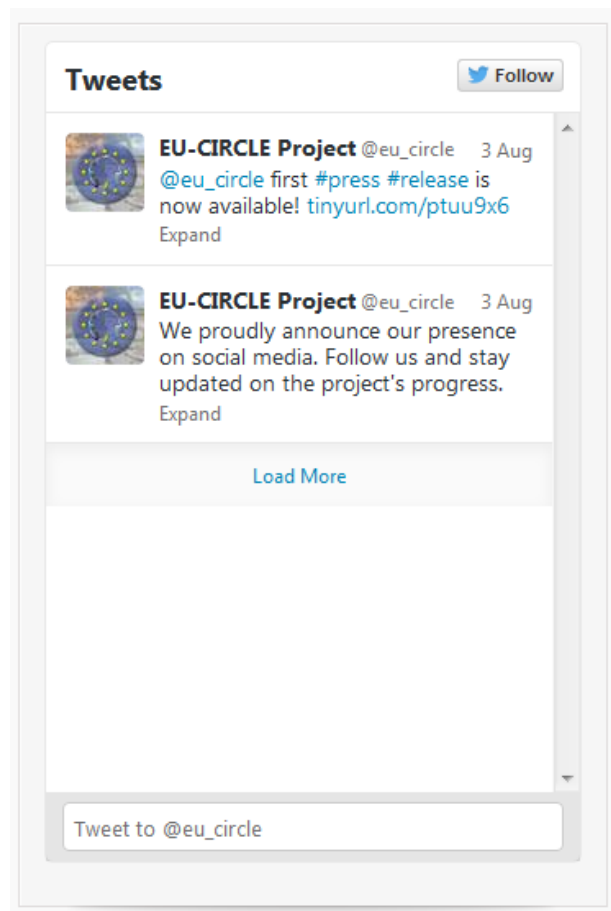 Tweets
Follow
EU-CIRCLE Project @eu_circle 3 Aug
@eu_circle first #press #release is
now available! tinyurl.com/ptuu9x6
Expand
EU-CIRCLE Project @eu_circle 3 Aug
We proudly announce our presence
on social media. Follow us and stay
updated on the project's progress.
Expand
Load More
Tweet to @eu_circle